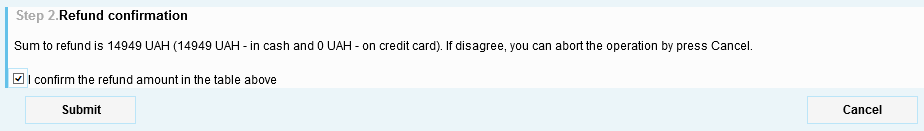 Step 2.Refund confirmation
Sum to refund is 14949 UAH (14949 UAH - in cash and 0 UAH - on credit card). If disagree, you can abort the operation by press Cancel.
I confirm the refund amount in the table above
Submit Cancel